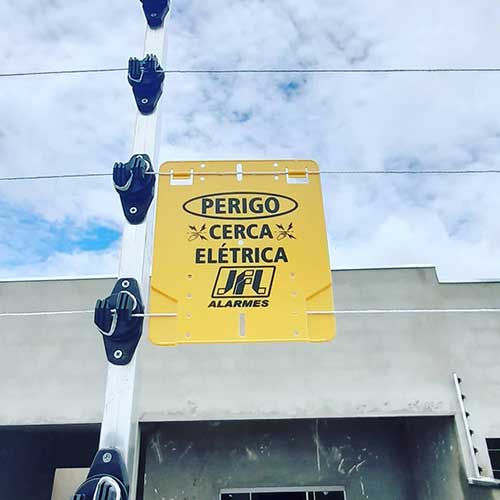 PERIGO
CERCA
ELÉTRICA
JFL
ALARMES